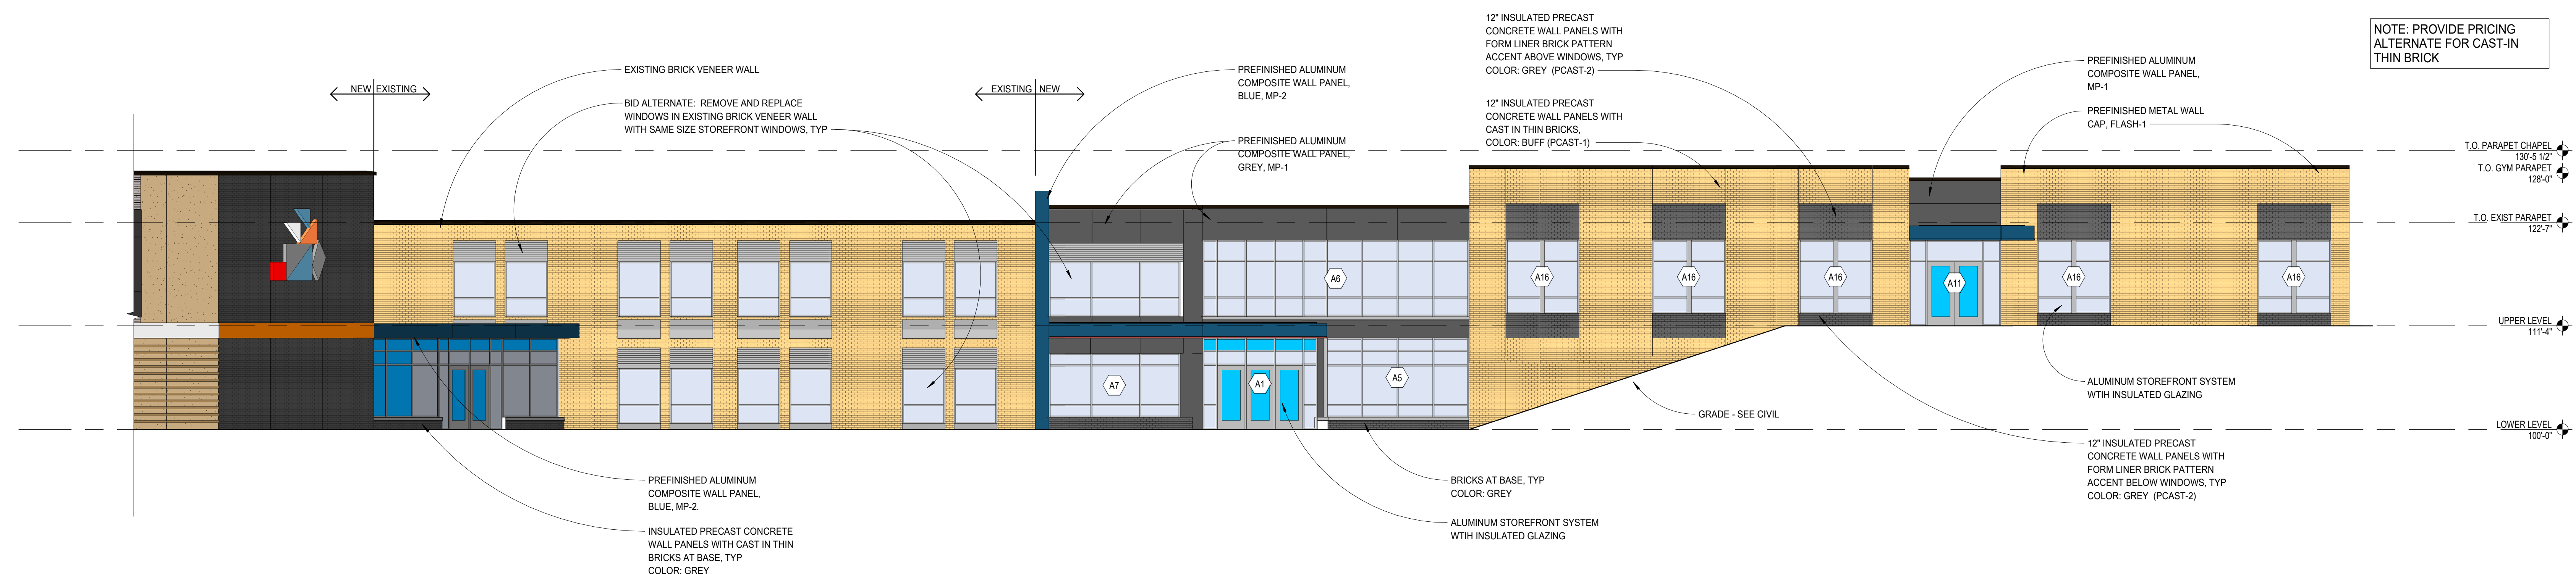 12" INSULATED PRECAST
CONCRETE WALL PANELS WITH
FORM LINER BRICK PATTERN
ACCENT ABOVE WINDOWS, TYP
COLOR: GREY (PCAST-2)
NOTE: PROVIDE PRICING
ALTERNATE FOR CAST-IN
THIN BRICK
EXISTING BRICK VENEER WALL
NEW EXISTING
BID ALTERNATE: REMOVE AND REPLACE
WINDOWS IN EXISTING BRICK VENEER WALL
WITH SAME SIZE STOREFRONT WINDOWS, TYP
EXISTING NEW
PREFINISHED ALUMINUM
COMPOSITE WALL PANEL,
BLUE, MP-2
PREFINISHED ALUMINUM
COMPOSITE WALL PANEL,
GREY, MP-1
12" INSULATED PRECAST
CONCRETE WALL PANELS WITH
CAST IN THIN BRICKS,
COLOR: BUFF (PCAST-1)
PREFINISHED ALUMINUM
COMPOSITE WALL PANEL,
MP-1
PREFINISHED METAL WALL
CAP, FLASH-1
T.O. PARAPET CHAPEL
130'-5 1/2"
T.O. GYM PARAPET
128'-0"
T.O. EXIST PARAPET
122'-7"
UPPER LEVEL
111'-4"
LOWER LEVEL
100'-0"
A6
A16
A16
A16
A11
A16
A16
A7
A1
A5
ALUMINUM STOREFRONT SYSTEM
WTIH INSULATED GLAZING
GRADE - SEE CIVIL
12" INSULATED PRECAST
CONCRETE WALL PANELS WITH
FORM LINER BRICK PATTERN
ACCENT BELOW WINDOWS, TYP
COLOR: GREY (PCAST-2)
PREFINISHED ALUMINUM
COMPOSITE WALL PANEL,
BLUE, MP-2.
INSULATED PRECAST CONCRETE
WALL PANELS WITH CAST IN THIN
BRICKS AT BASE, TYP
COLOR: GREY
BRICKS AT BASE, TYP
COLOR: GREY
ALUMINUM STOREFRONT SYSTEM
WTIH INSULATED GLAZING